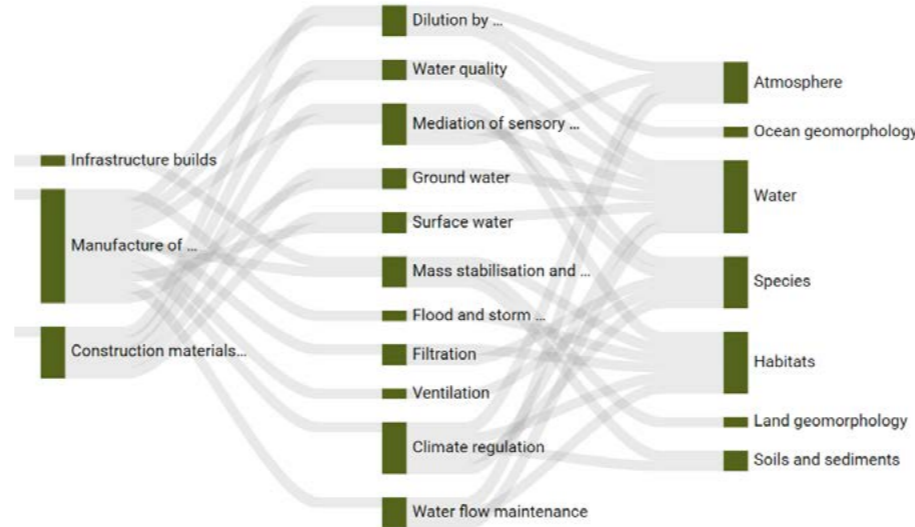 Infrastructure builds
Manufacture of ...
Construction materials...
Dilution by ...
Water quality
Mediation of sensory ...
Ground water
Surface water
Mass stabilisation and ...
Flood and storm ...
Filtration
Ventilation
Climate regulation
Water flow maintenance
Atmosphere
Ocean geomorphology
Water
Species
Habitats
Land geomorphology
Soils and sediments